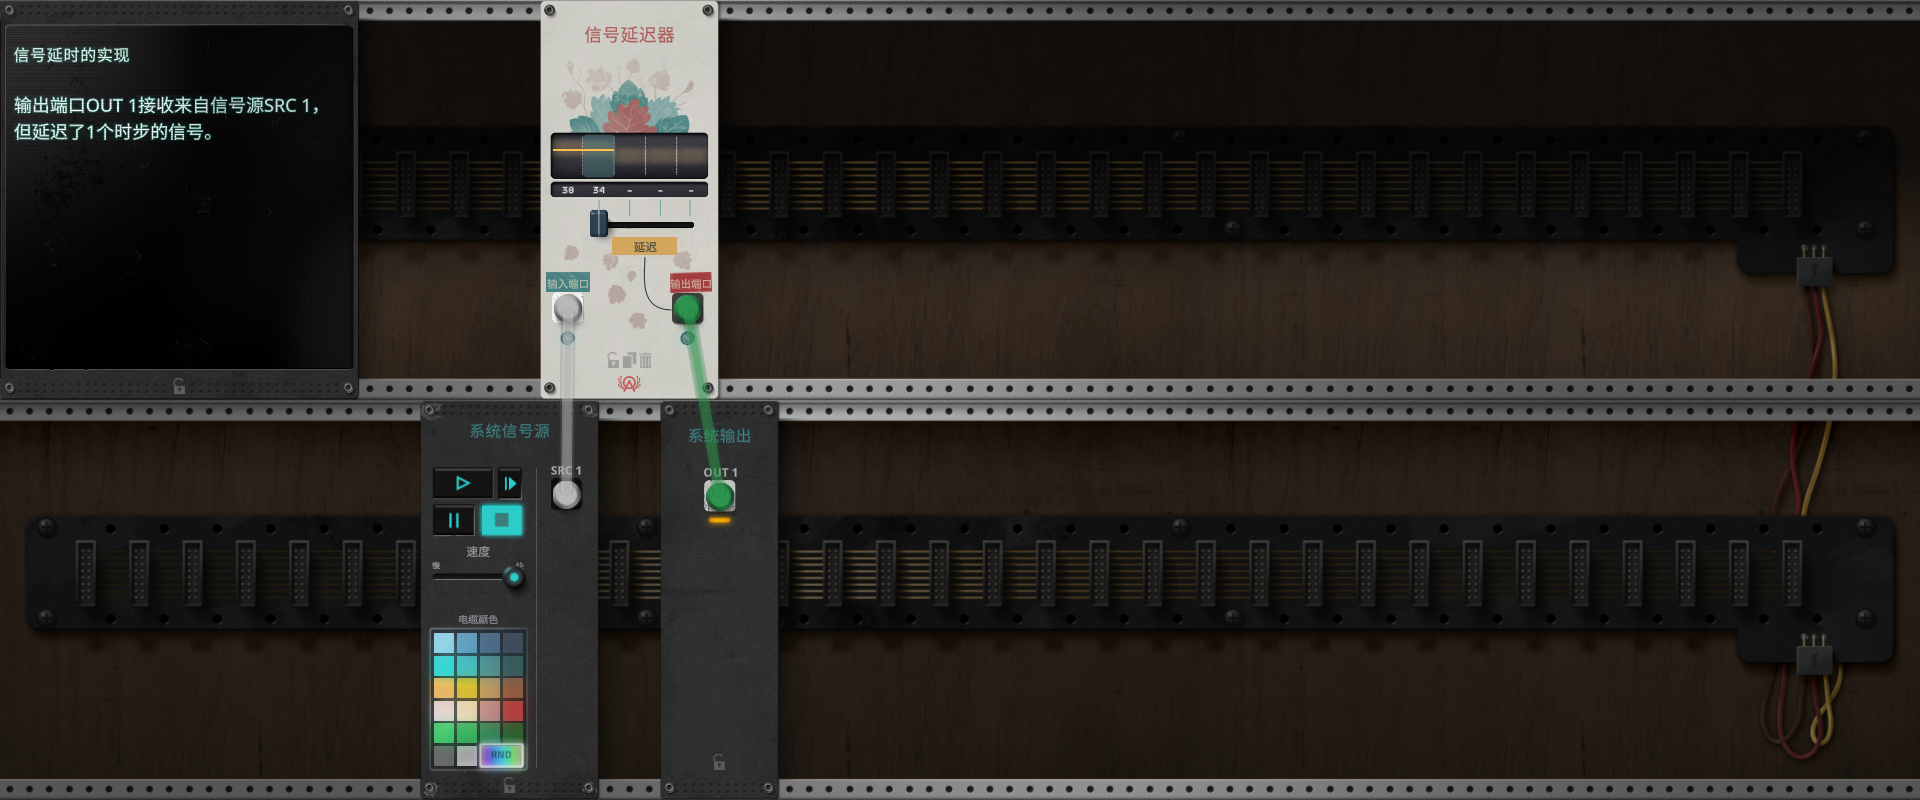 信号延时的实现
输出端口OUT 1接收来自信号源SRC 1，
但延迟了1个时步的信号。
信号延迟器
30 34 - - -
延迟
输入端口
输出端口
系统信号源
SRC 1
速度
慢
电缆颜色
RND
系统输出
OUT 1